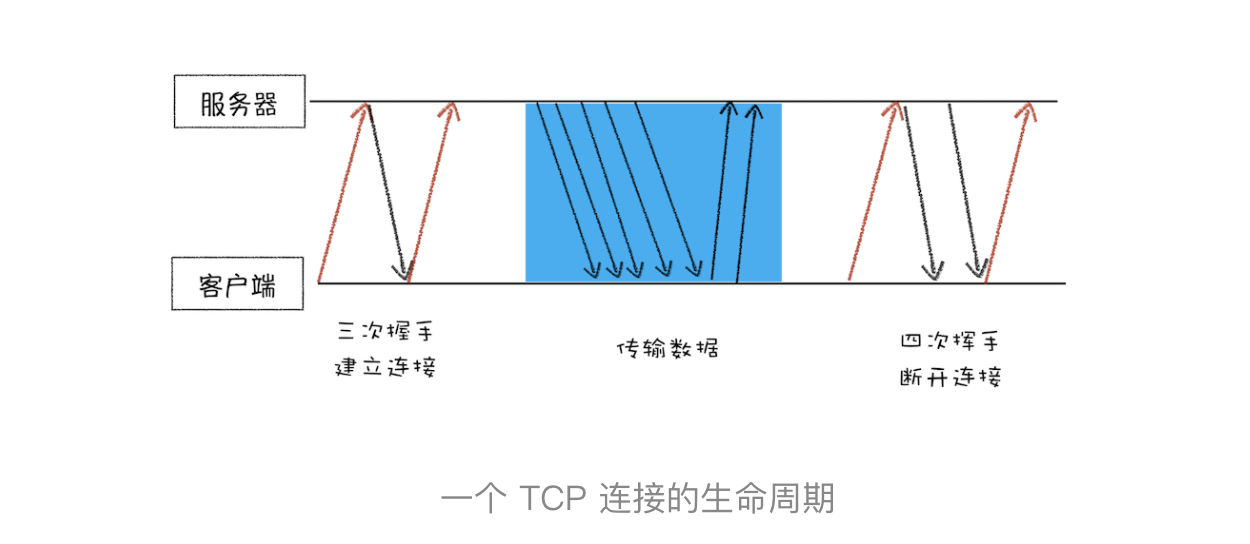 服务器
客户端
三次握手
建立连接
传输数据
四次挥手
断开连接
一个 TCP 连接的生命周期